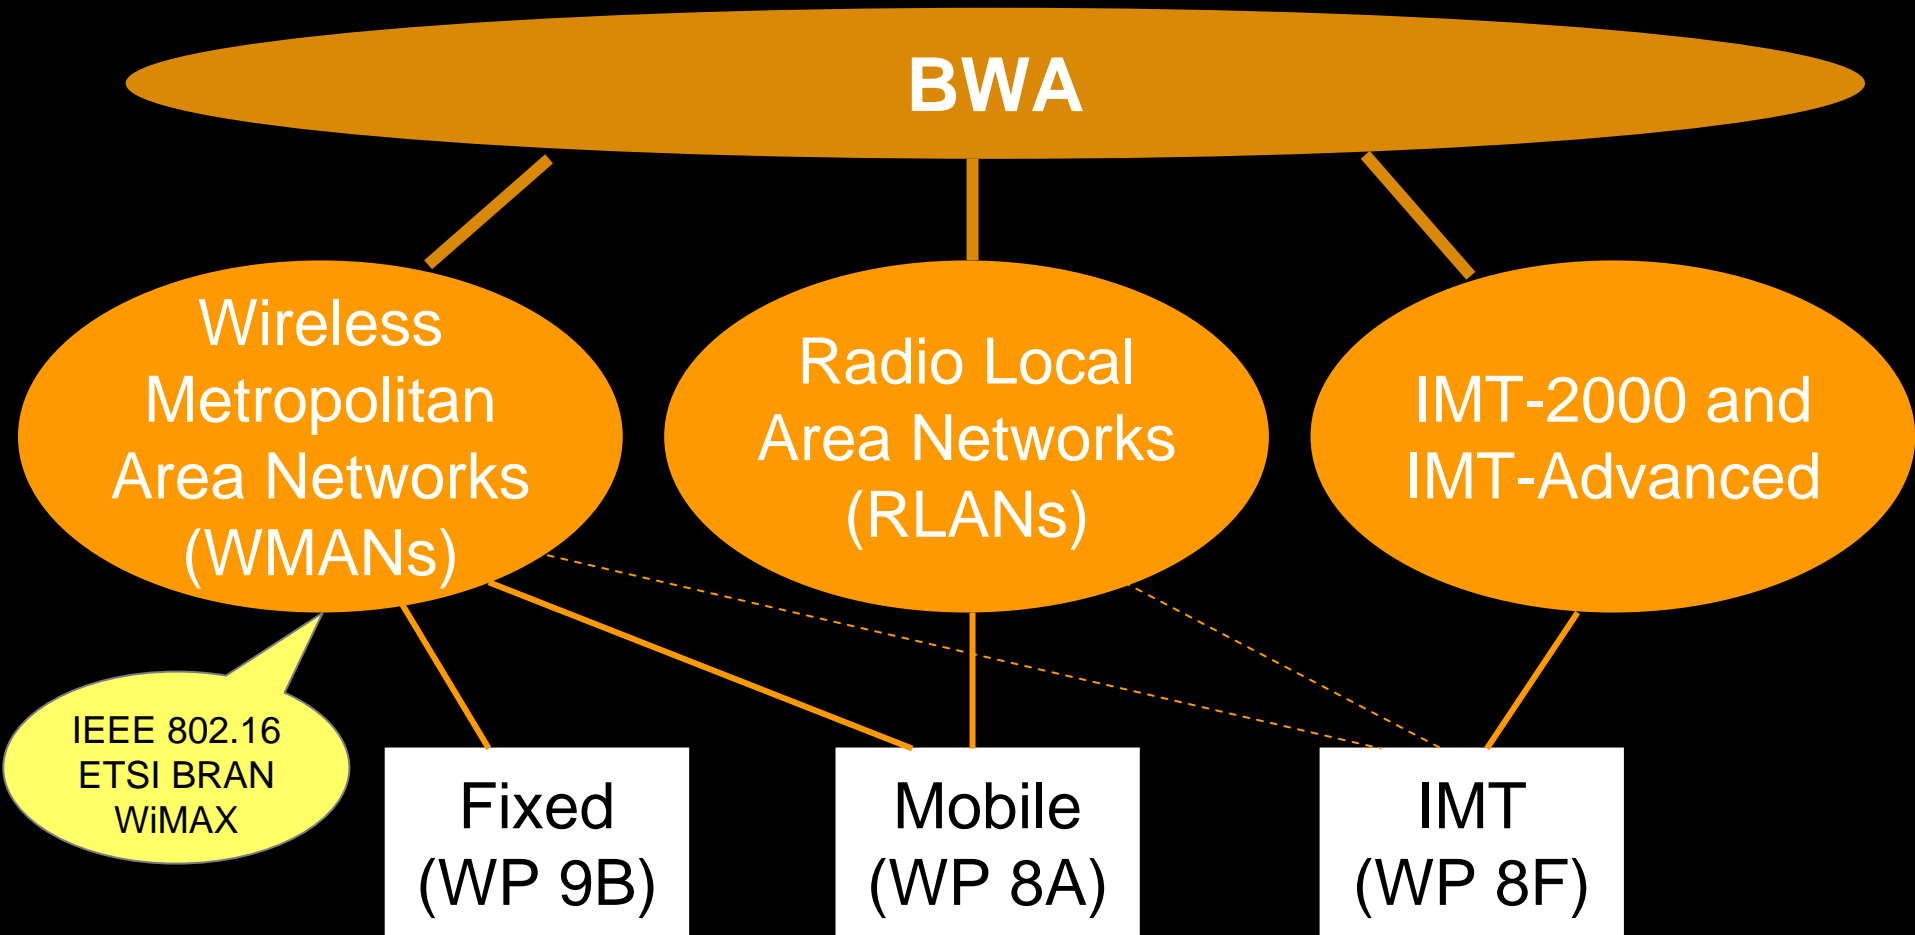 BWA
Wireless
Metropolitan
Area Networks
(WMANs)
Radio Local
Area Networks
(RLANs)
IMT-2000 and
IMT-Advanced
IEEE 802.16
ETSI BRAN
WiMAX
Fixed
(WP 9B)
Mobile
(WP 8A)
IMT
(WP 8F)